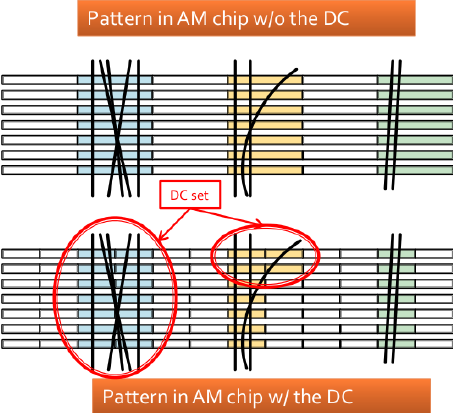 Pattern in AM chip w/o the DC
DC set
Pattern in AM chip w/ the DC